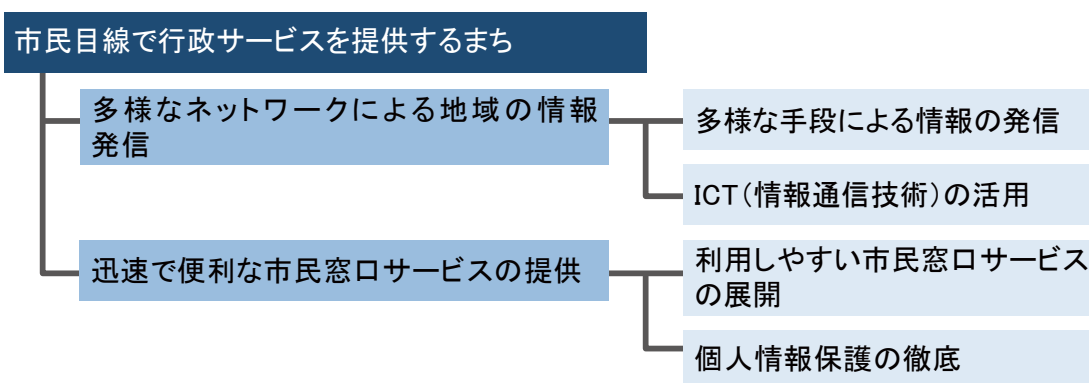 市民目線で行政サービスを提供するまち
多様なネットワークによる地域の情報
発信
多様な手段による情報の発信
ICT(情報通信技術)の活用
迅速で便利な市民窓口サービスの提供
利用しやすい市民窓口サービス
の展開
個人情報保護の徹底